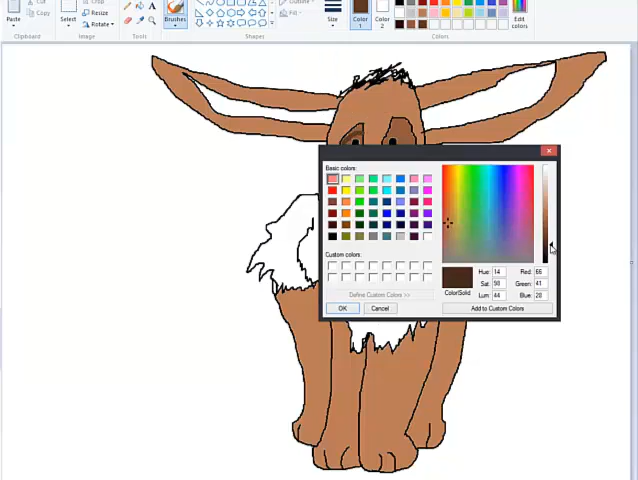 Cut
Crop
Outline
Paste
Copy
Select
Resize
Brushes
Fill
Size
Color 1
Color 2
Edit colors
Rotate
Clipboard
Image
Tools
Shapes
Colors
Basic colors:
Custom colors:
Define Custom Colors >>
OK
Cancel
Color|Solid
Hue: 14
Sat: 90
Lum: 44
Red: 66
Green: 41
Blue: 20
Add to Custom Colors